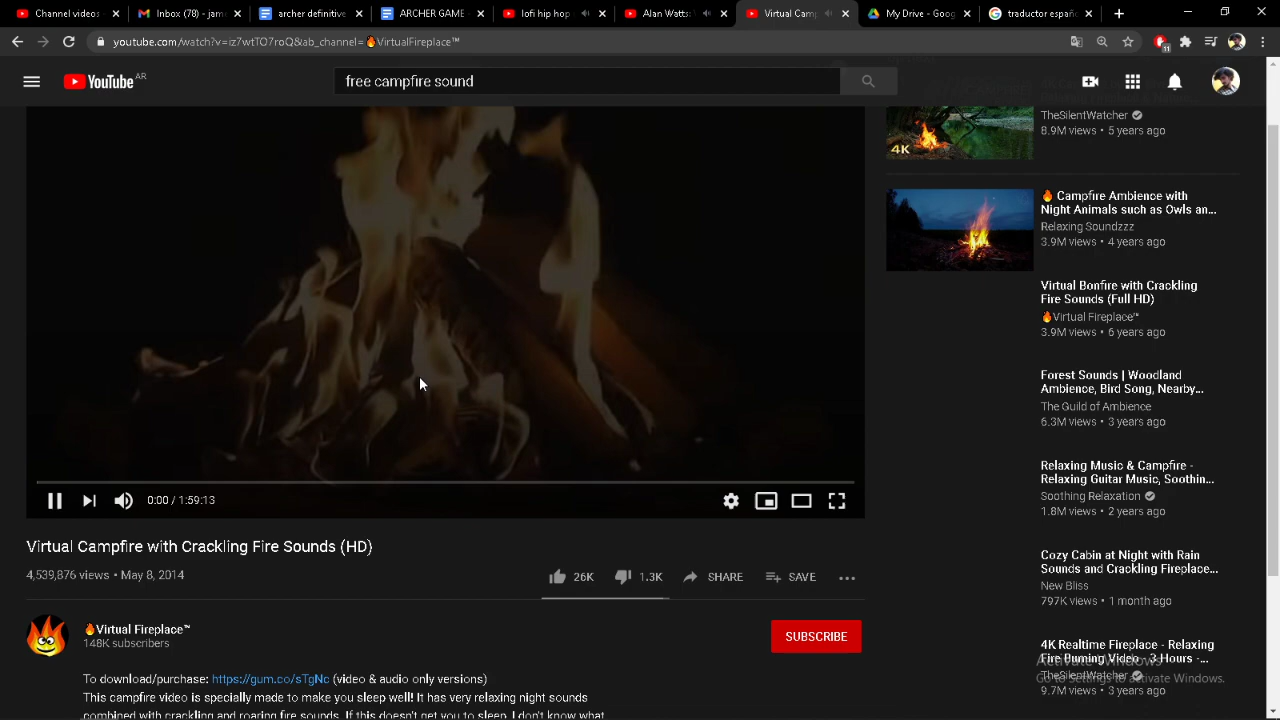 Channel videos
Inbox (78) - jam
archer definitive
ARCHER GAME -
lofi hip hop
Alan Watts
Virtual Camp
My Drive - Goog
traductor españo
youtube.com/watch?v=iz7wtTO7roQ&ab_channel=🔥VirtualFireplace™
11
YouTube AR
free campfire sound
TheSilentWatcher
8.9M views • 5 years ago
4K
🔥 Campfire Ambience with
Night Animals such as Owls an...
Relaxing Soundzzz
3.9M views • 4 years ago
Virtual Bonfire with Crackling
Fire Sounds (Full HD)
🔥Virtual Fireplace™
3.9M views • 6 years ago
Forest Sounds | Woodland
Ambience, Bird Song, Nearby...
The Guild of Ambience
6.3M views • 3 years ago
Relaxing Music & Campfire -
Relaxing Guitar Music, Soothin...
Soothing Relaxation
1.8M views • 2 years ago
Cozy Cabin at Night with Rain
Sounds and Crackling Fireplace...
New Bliss
797K views • 1 month ago
4K Realtime Fireplace - Relaxing
Fire Burning Video - 3 Hours -...
TheSilentWatcher
9.7M views • 3 years ago
Activate Windows
Go to Settings to activate Windows.
0:00 / 1:59:13
Virtual Campfire with Crackling Fire Sounds (HD)
4,539,876 views • May 8, 2014
26K
1.3K
SHARE
SAVE
🔥Virtual Fireplace™
148K subscribers
SUBSCRIBE
To download/purchase: https://gum.co/sTgNc (video & audio only versions)
This campfire video is specially made to make you sleep well! It has very relaxing night sounds
combined with crackling and roaring fire sounds. If this doesn't get you to sleep, I don't know what